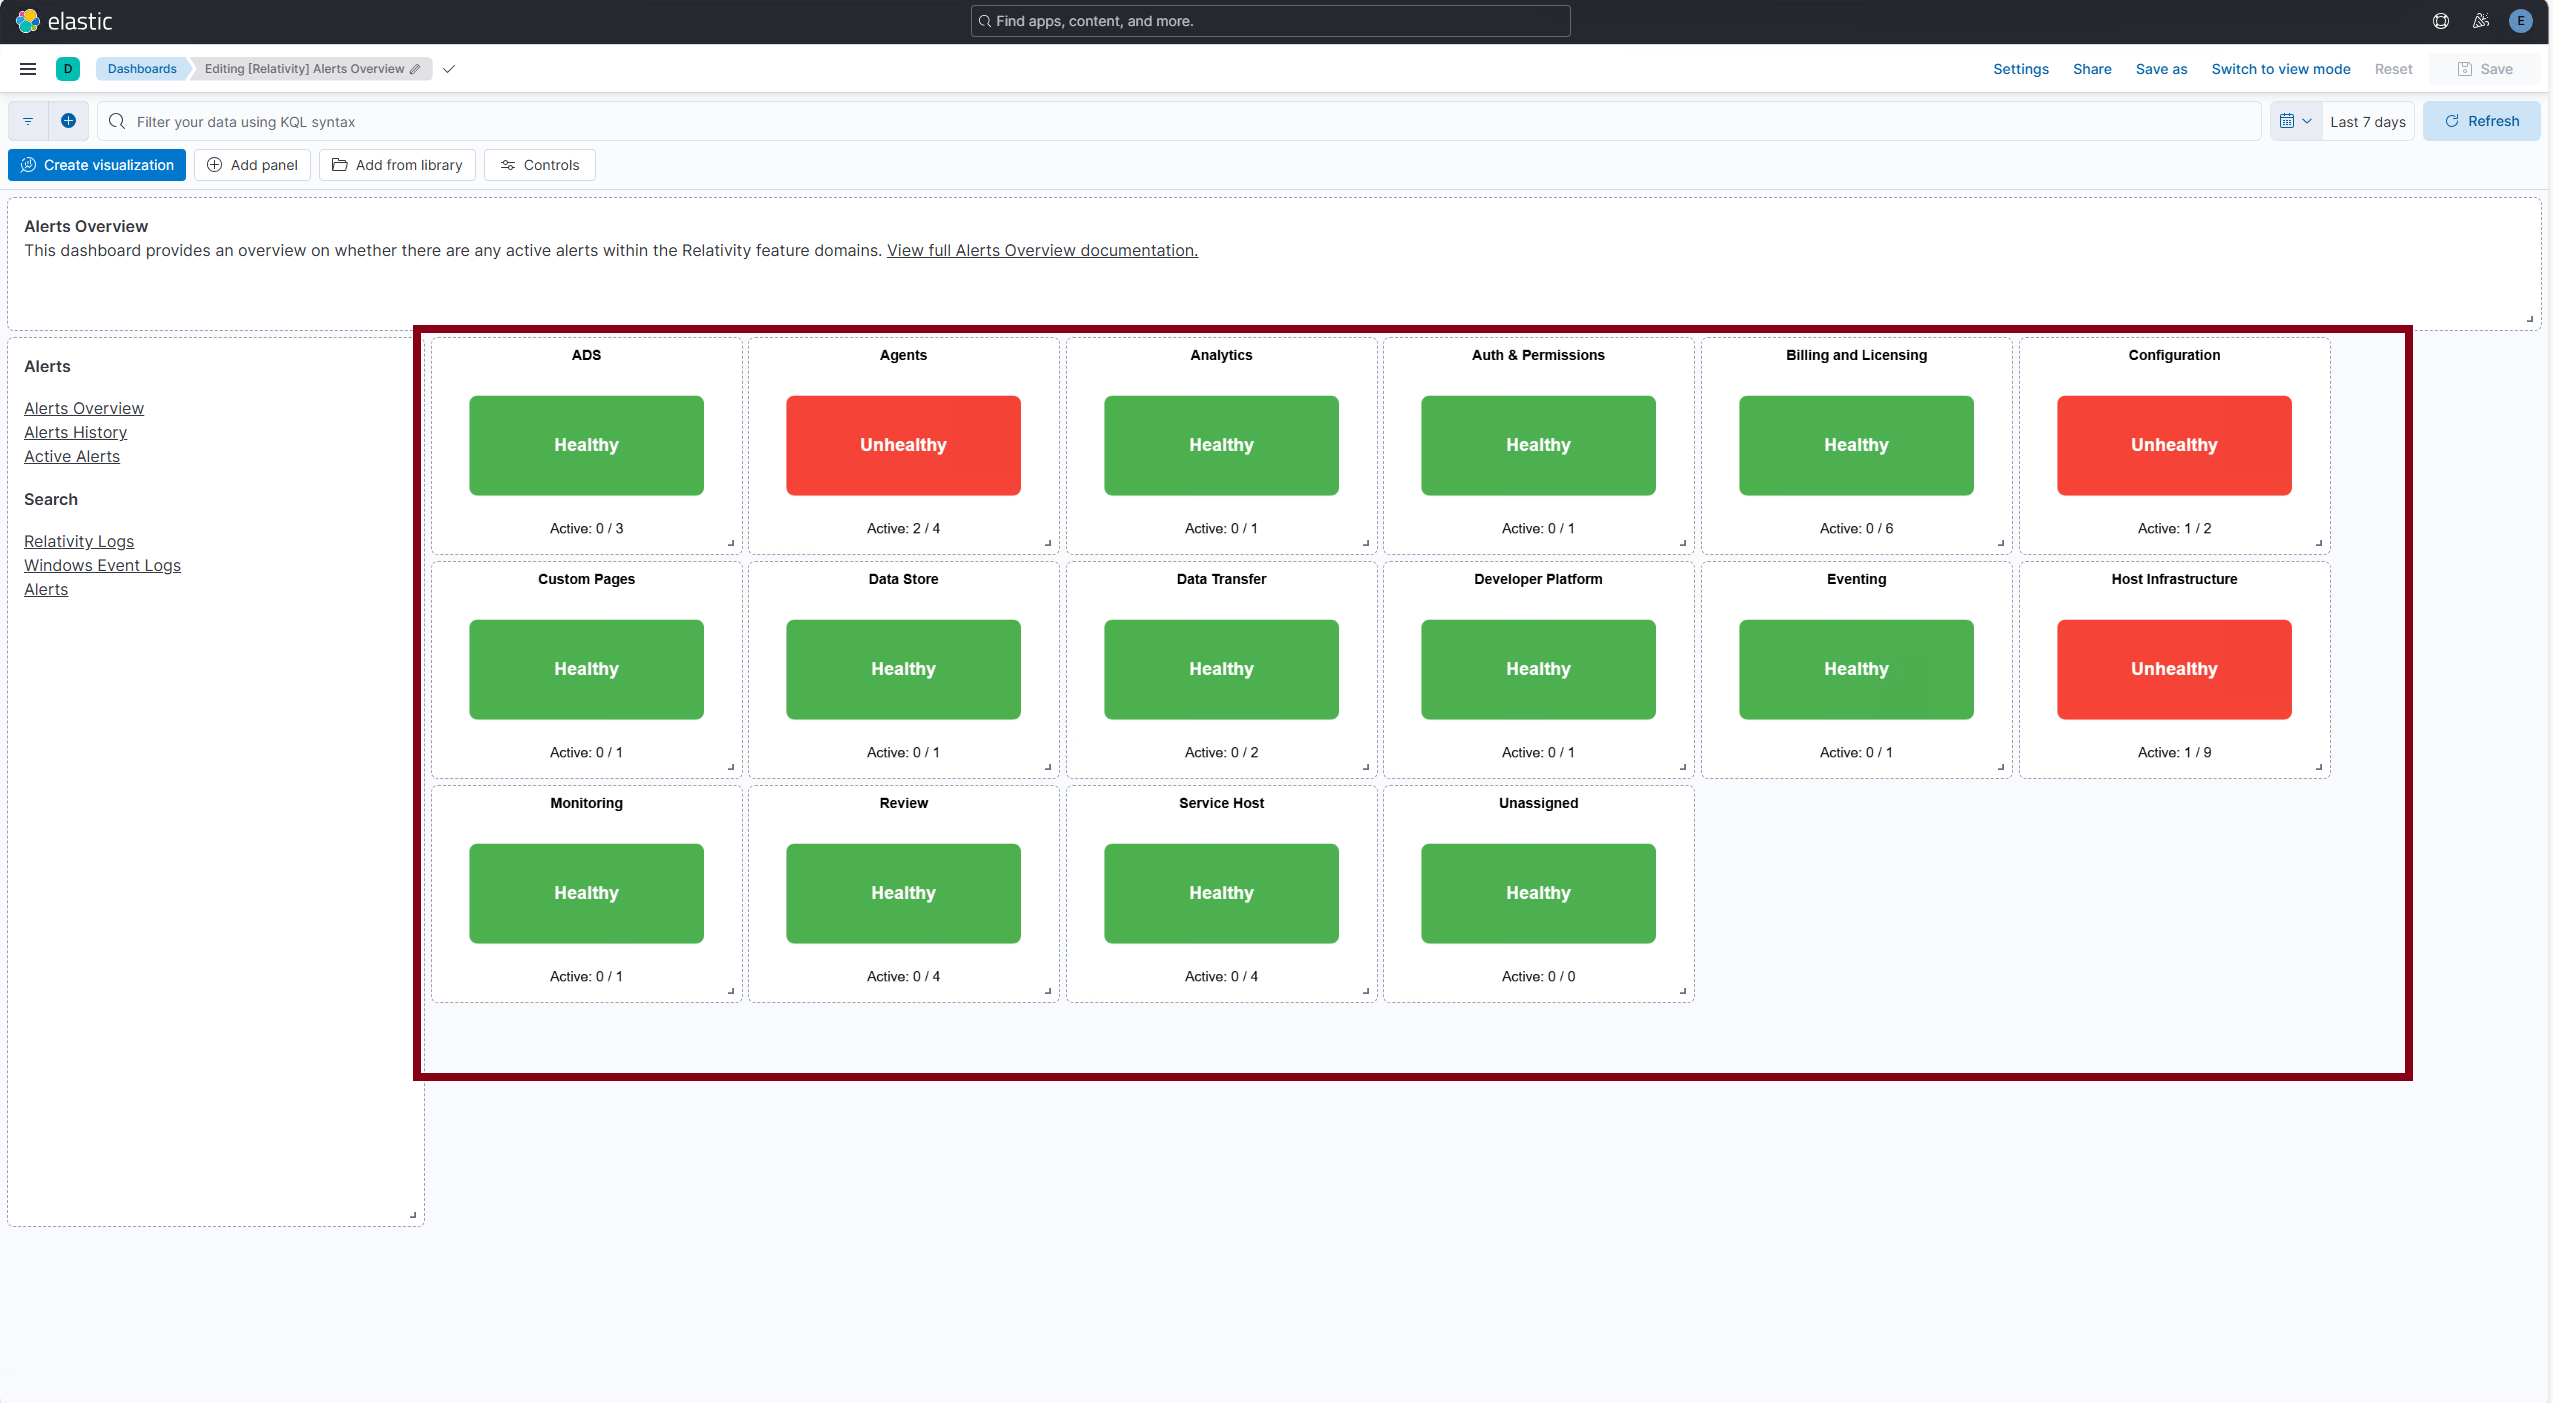 elastic
Find apps, content, and more.
E
D
Dashboards
Editing [Relativity] Alerts Overview
Settings
Share
Save as
Switch to view mode
Reset
Save
Filter your data using KQL syntax
Last 7 days
Refresh
Create visualization
Add panel
Add from library
Controls
Alerts Overview
This dashboard provides an overview on whether there are any active alerts within the Relativity feature domains. View full Alerts Overview documentation.
Alerts
Alerts Overview
Alerts History
Active Alerts
Search
Relativity Logs
Windows Event Logs
Alerts
ADS
Healthy
Active: 0 / 3
Agents
Unhealthy
Active: 2 / 4
Analytics
Healthy
Active: 0 / 1
Auth & Permissions
Healthy
Active: 0 / 1
Billing and Licensing
Healthy
Active: 0 / 6
Configuration
Unhealthy
Active: 1 / 2
Custom Pages
Healthy
Active: 0 / 1
Data Store
Healthy
Active: 0 / 1
Data Transfer
Healthy
Active: 0 / 2
Developer Platform
Healthy
Active: 0 / 1
Eventing
Healthy
Active: 0 / 1
Host Infrastructure
Unhealthy
Active: 1 / 9
Monitoring
Healthy
Active: 0 / 1
Review
Healthy
Active: 0 / 4
Service Host
Healthy
Active: 0 / 4
Unassigned
Healthy
Active: 0 / 0